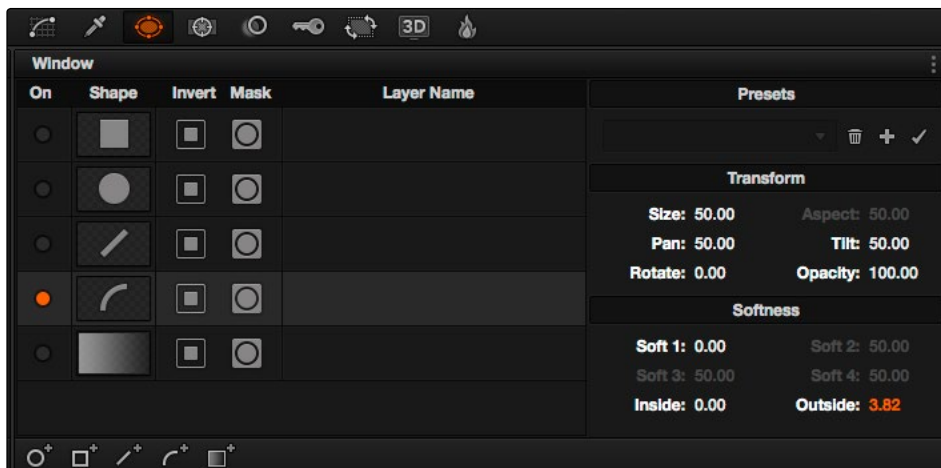 3D
Window
On Shape Invert Mask Layer Name
Presets
Transform
Size: 50.00 Aspect: 50.00
Pan: 50.00 Tilt: 50.00
Rotate: 0.00 Opacity: 100.00
Softness
Soft 1: 0.00 Soft 2: 50.00
Soft 3: 50.00 Soft 4: 50.00
Inside: 0.00 Outside: 3.82